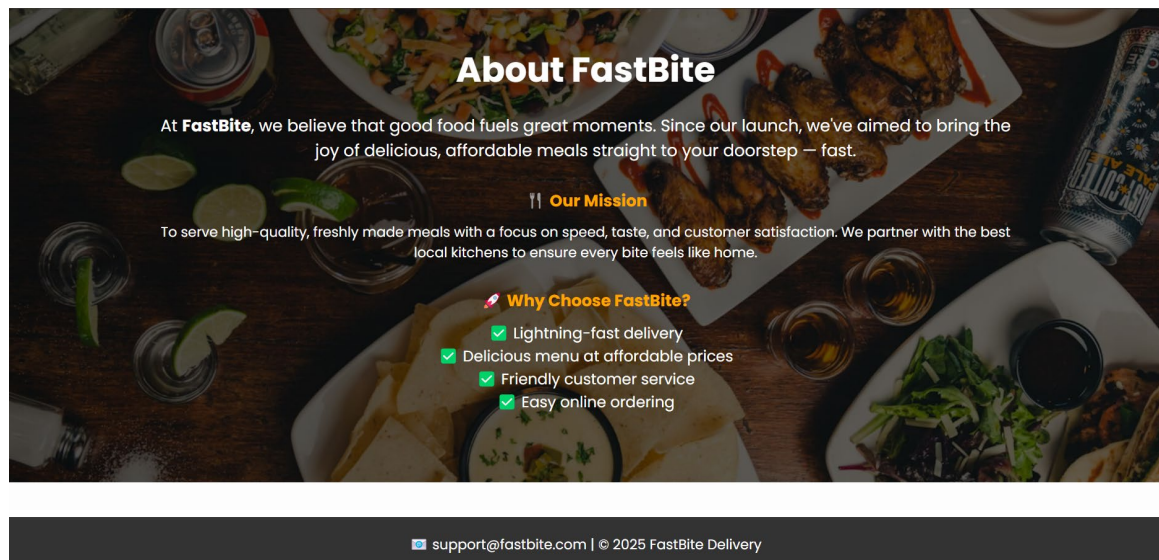 About FastBite
At FastBite, we believe that good food fuels great moments. Since our launch, we've aimed to bring the
joy of delicious, affordable meals straight to your doorstep — fast.
🍴 Our Mission
To serve high-quality, freshly made meals with a focus on speed, taste, and customer satisfaction. We partner with the best
local kitchens to ensure every bite feels like home.
🚀 Why Choose FastBite?
✅ Lightning-fast delivery
✅ Delicious menu at affordable prices
✅ Friendly customer service
✅ Easy online ordering
PALE ALE
📧 support@fastbite.com | © 2025 FastBite Delivery